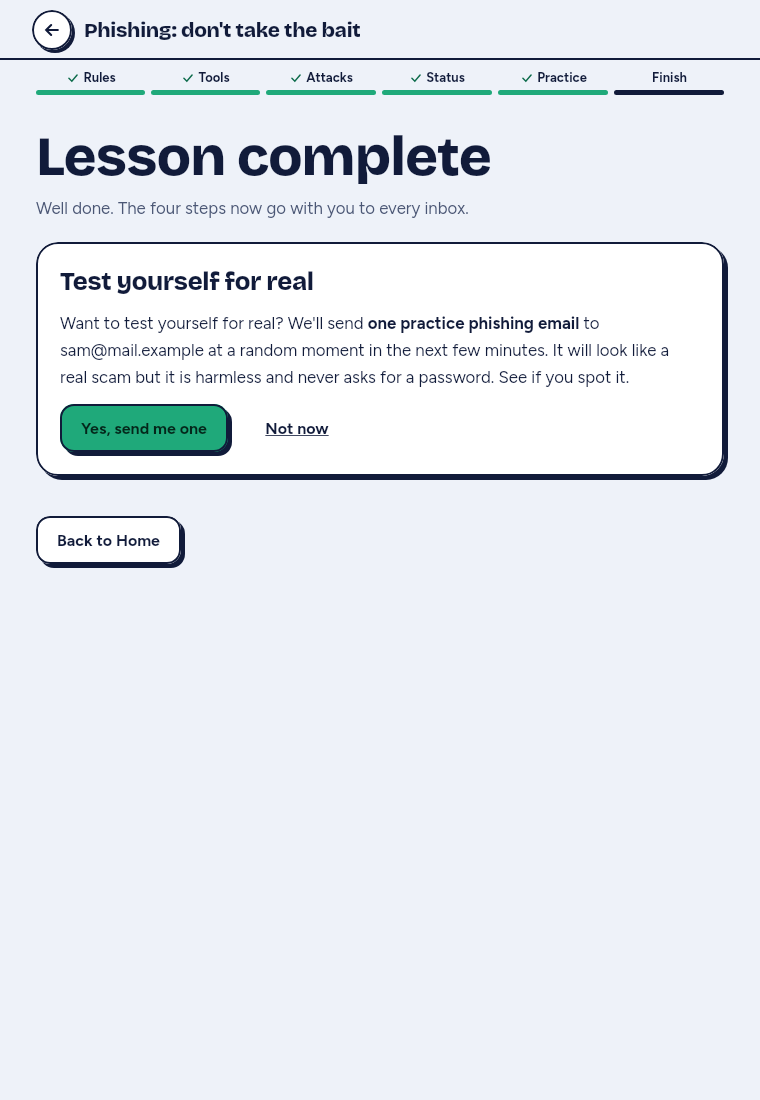 Phishing: don't take the bait
Rules
Tools
Attacks
Status
Practice
Finish
Lesson complete
Well done. The four steps now go with you to every inbox.
Test yourself for real
Want to test yourself for real? We'll send one practice phishing email to
sam@mail.example at a random moment in the next few minutes. It will look like a
real scam but it is harmless and never asks for a password. See if you spot it.
Yes, send me one
Not now
Back to Home